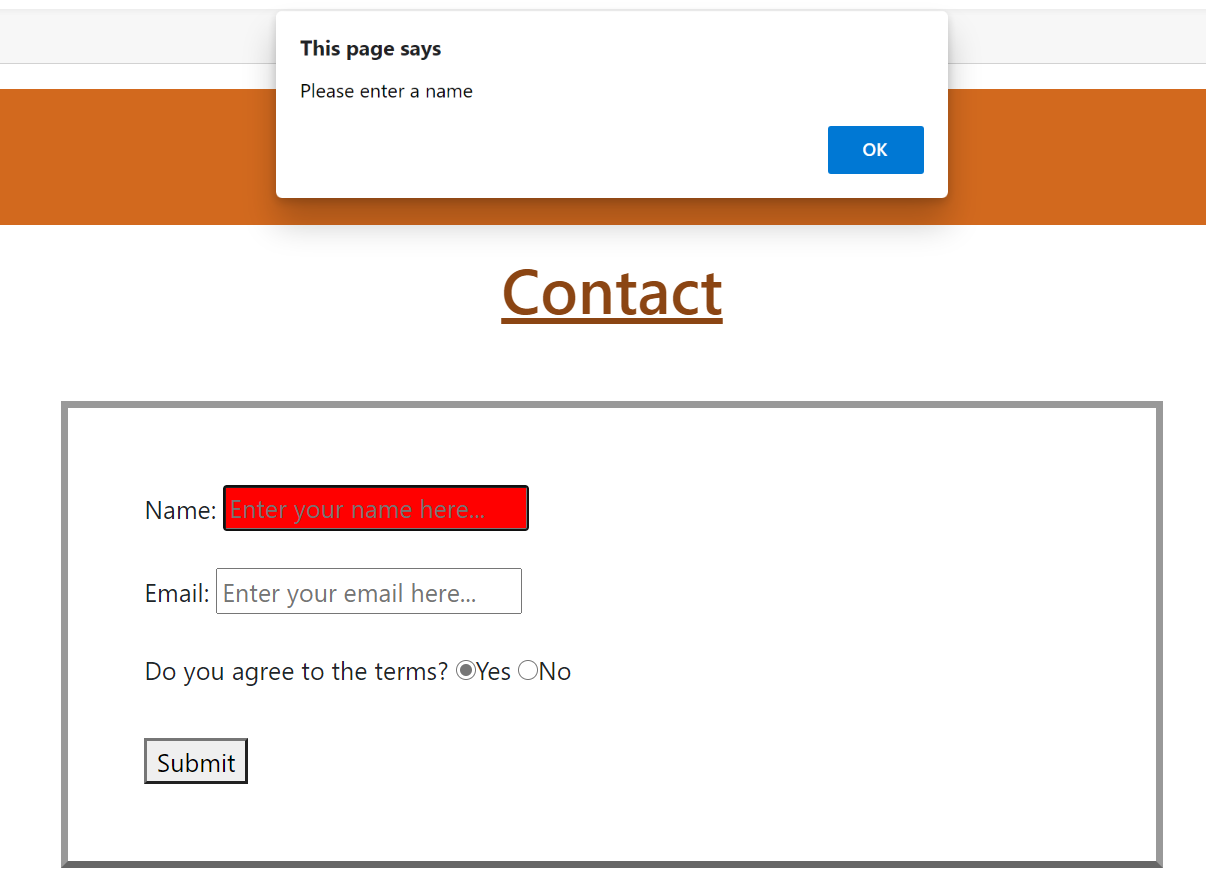 This page says
Please enter a name
OK
Contact
Name: Enter your name here...
Email: Enter your email here...
Do you agree to the terms? Yes No
Submit